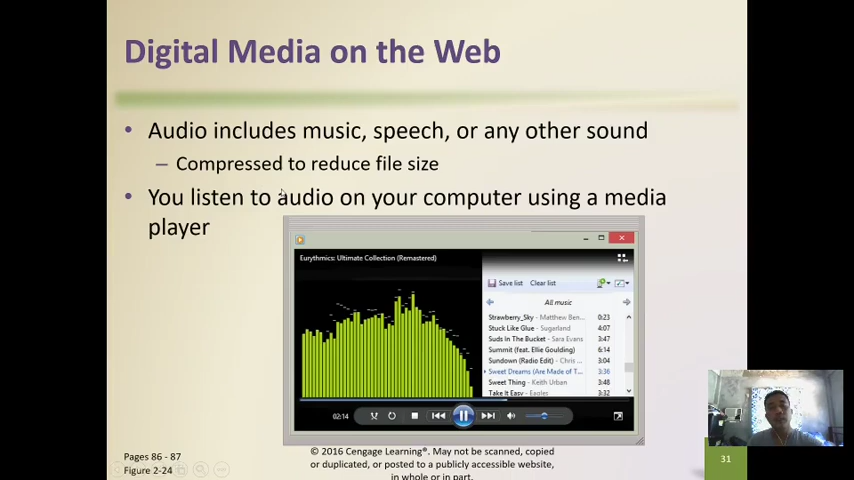 Digital Media on the Web
• Audio includes music, speech, or any other sound
– Compressed to reduce file size
• You listen to audio on your computer using a media
player
Eurythmics: Ultimate Collection (Remastered)
Save list Clear list
All music
Strawberry_Sky - Matthew Ben... 0:23
Stuck Like Glue - Sugarland 4:07
Suds In The Bucket - Sara Evans 3:47
Summit (feat. Ellie Goulding) 6:14
Sundown (Radio Edit) - Chris ... 3:40
Sweet Dreams (Are Made of T... 3:36
Sweet Thing - Keith Urban 3:48
Take It Easy - Eagles 3:32
02:14
Pages 86 - 87
Figure 2-24
© 2016 Cengage Learning®. May not be scanned, copied
or duplicated, or posted to a publicly accessible website,
in whole or in part.
31